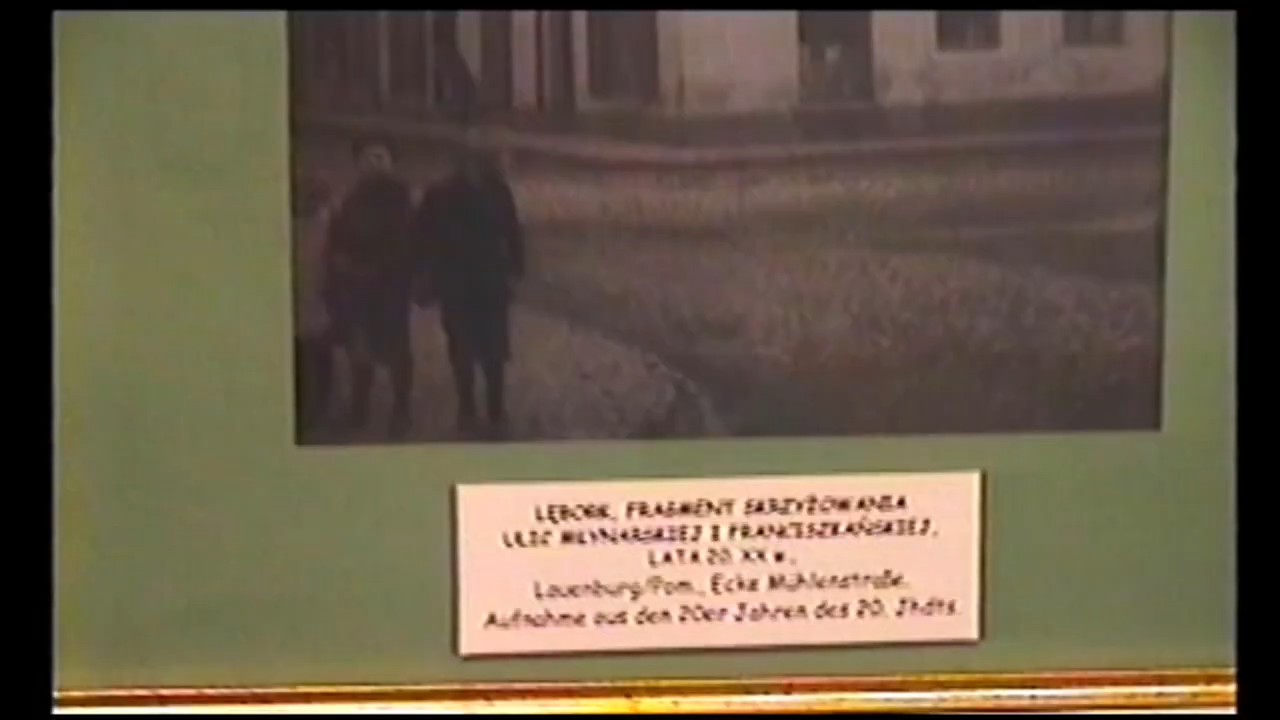 LĘBORK, FRAGMENT SKRZYŻOWANIA
ULIC MŁYNARSKIEJ I FRANCISZKAŃSKIEJ,
LATA 20. XX w.
Lauenburg/Pom., Ecke Mühlenstraße.
Aufnahme aus den 20er Jahren des 20. Jhdts.